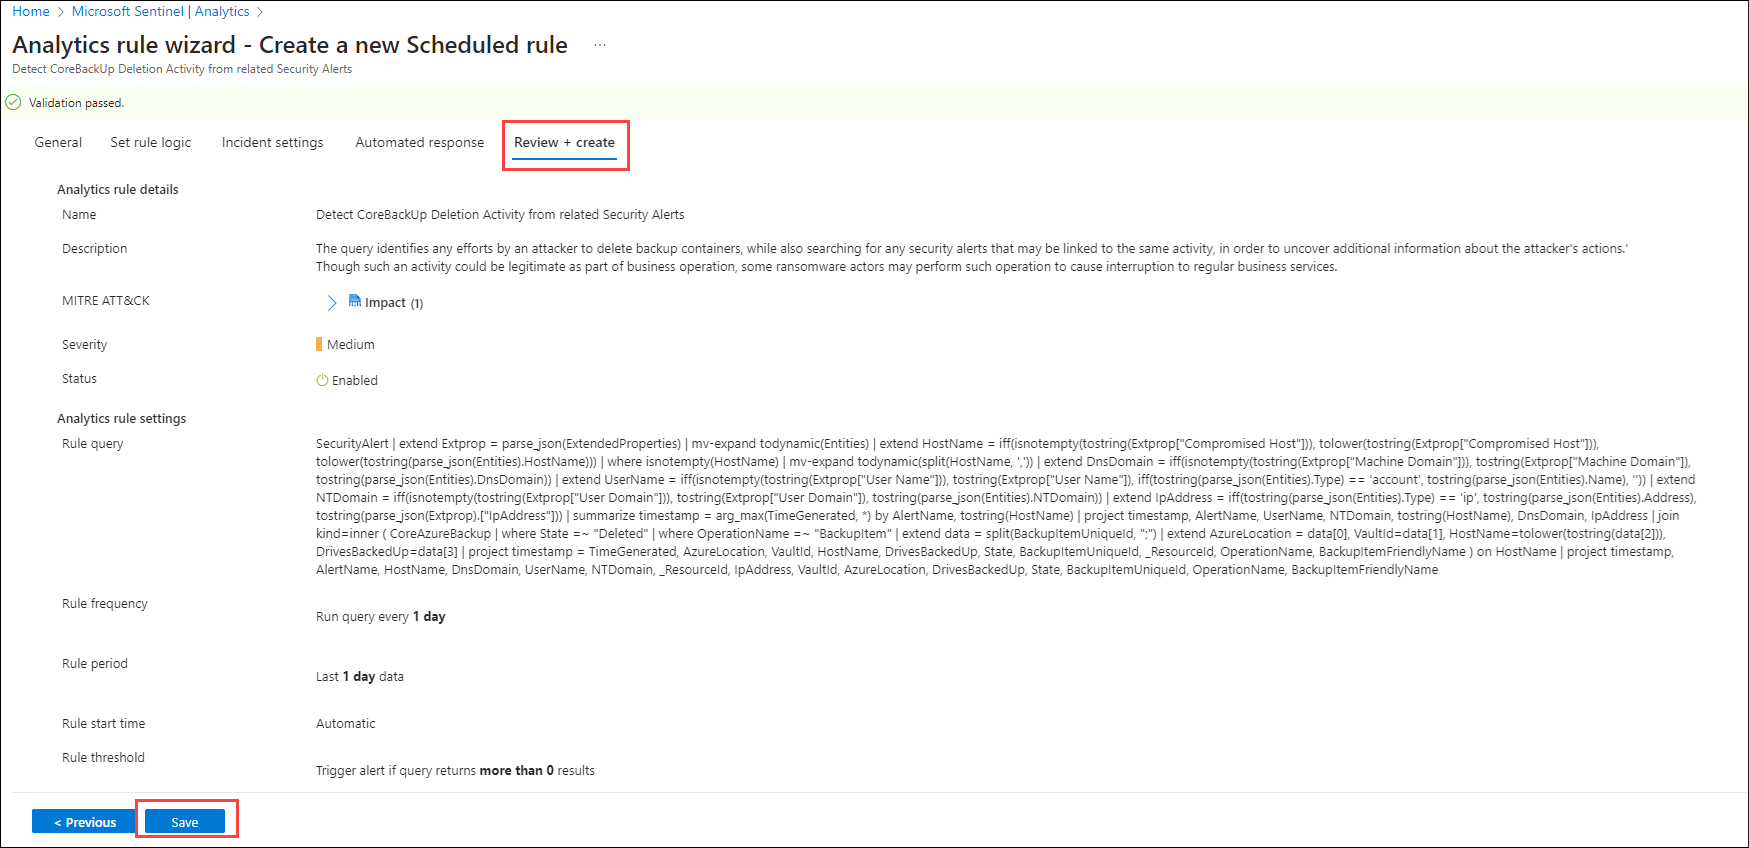 Home > Microsoft Sentinel | Analytics >
Analytics rule wizard - Create a new Scheduled rule ...
Detect CoreBackUp Deletion Activity from related Security Alerts
Validation passed.
General Set rule logic Incident settings Automated response Review + create
Analytics rule details
Name Detect CoreBackUp Deletion Activity from related Security Alerts
Description The query identifies any efforts by an attacker to delete backup containers, while also searching for any security alerts that may be linked to the same activity, in order to uncover additional information about the attacker's actions.'
Though such an activity could be legitimate as part of business operation, some ransomware actors may perform such operation to cause interruption to regular business services.
MITRE ATT&CK > Impact (1)
Severity Medium
Status Enabled
Analytics rule settings
Rule query SecurityAlert | extend Extprop = parse_json(ExtendedProperties) | mv-expand todynamic(Entities) | extend HostName = iff(isnotempty(tostring(Extprop["Compromised Host"])), tolower(tostring(Extprop["Compromised Host"])),
tolower(tostring(parse_json(Entities).HostName))) | where isnotempty(HostName) | mv-expand todynamic(split(HostName, ',')) | extend DnsDomain = iff(isnotempty(tostring(Extprop["Machine Domain"])), tostring(Extprop["Machine Domain"]),
tostring(parse_json(Entities).DnsDomain)) | extend UserName = iff(isnotempty(tostring(Extprop["User Name"])), tostring(Extprop["User Name"]), iff(tostring(parse_json(Entities).Type) == 'account', tostring(parse_json(Entities).Name), '')) | extend
NTDomain = iff(isnotempty(tostring(Extprop["User Domain"])), tostring(Extprop["User Domain"]), tostring(parse_json(Entities).NTDomain)) | extend IpAddress = iff(tostring(parse_json(Entities).Type) == 'ip', tostring(parse_json(Entities).Address),
tostring(parse_json(Extprop).["IpAddress"])) | summarize timestamp = arg_max(TimeGenerated, *) by AlertName, tostring(HostName) | project timestamp, AlertName, UserName, NTDomain, tostring(HostName), DnsDomain, IpAddress | join
kind=inner ( CoreAzureBackup | where State =~ "Deleted" | where OperationName =~ "BackupItem" | extend data = split(BackupItemUniqueId, ";") | extend AzureLocation = data[0], VaultId=data[1], HostName=tolower(tostring(data[2])),
DrivesBackedUp=data[3] | project timestamp = TimeGenerated, AzureLocation, VaultId, HostName, DrivesBackedUp, State, BackupItemUniqueId, _ResourceId, OperationName, BackupItemFriendlyName ) on HostName | project timestamp,
AlertName, HostName, DnsDomain, UserName, NTDomain, _ResourceId, IpAddress, VaultId, AzureLocation, DrivesBackedUp, State, BackupItemUniqueId, OperationName, BackupItemFriendlyName
Rule frequency
Run query every 1 day
Rule period
Last 1 day data
Rule start time Automatic
Rule threshold
Trigger alert if query returns more than 0 results
< Previous Save